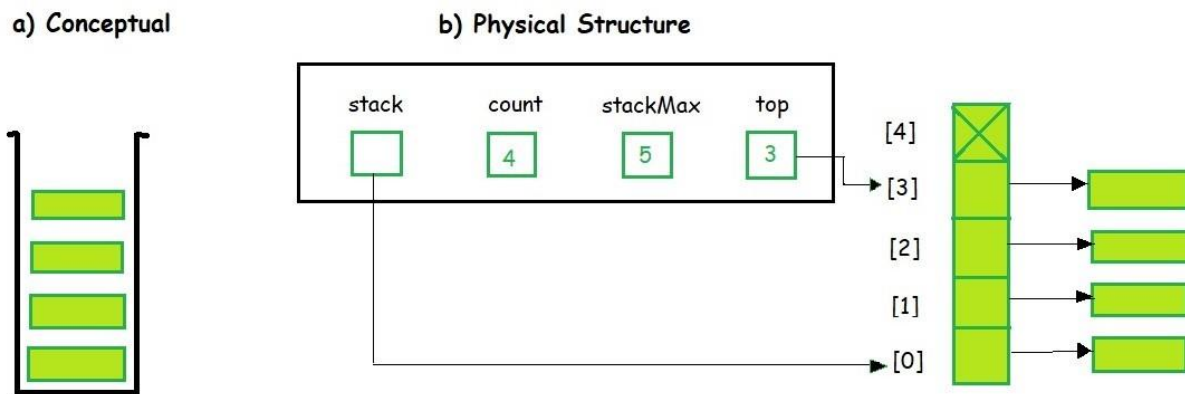 a) Conceptual
b) Physical Structure
stack count stackMax top
4 5 3
[4]
[3]
[2]
[1]
[0]